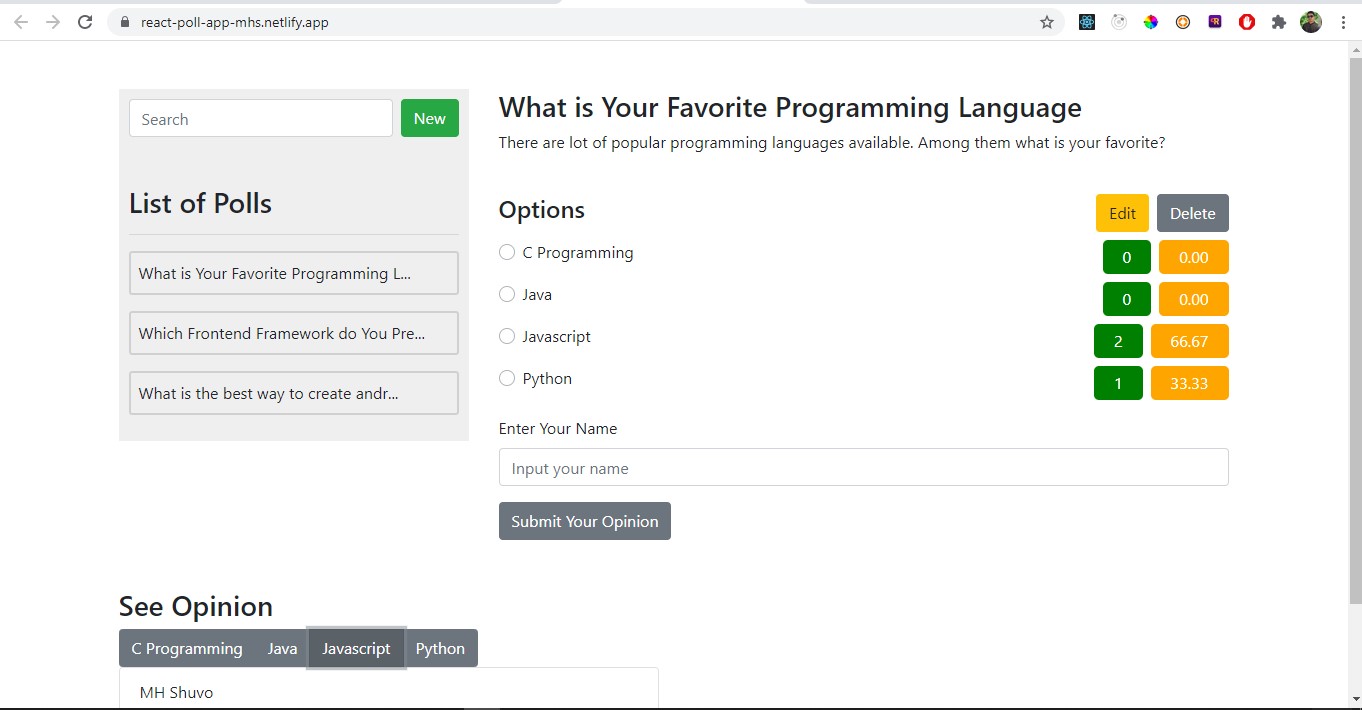 react-poll-app-mhs.netlify.app
Search
New
List of Polls
What is Your Favorite Programming L...
Which Frontend Framework do You Pre...
What is the best way to create andr...
What is Your Favorite Programming Language
There are lot of popular programming languages available. Among them what is your favorite?
Options
Edit Delete
C Programming 0 0.00
Java 0 0.00
Javascript 2 66.67
Python 1 33.33
Enter Your Name
Input your name
Submit Your Opinion
See Opinion
C Programming Java Javascript Python
MH Shuvo